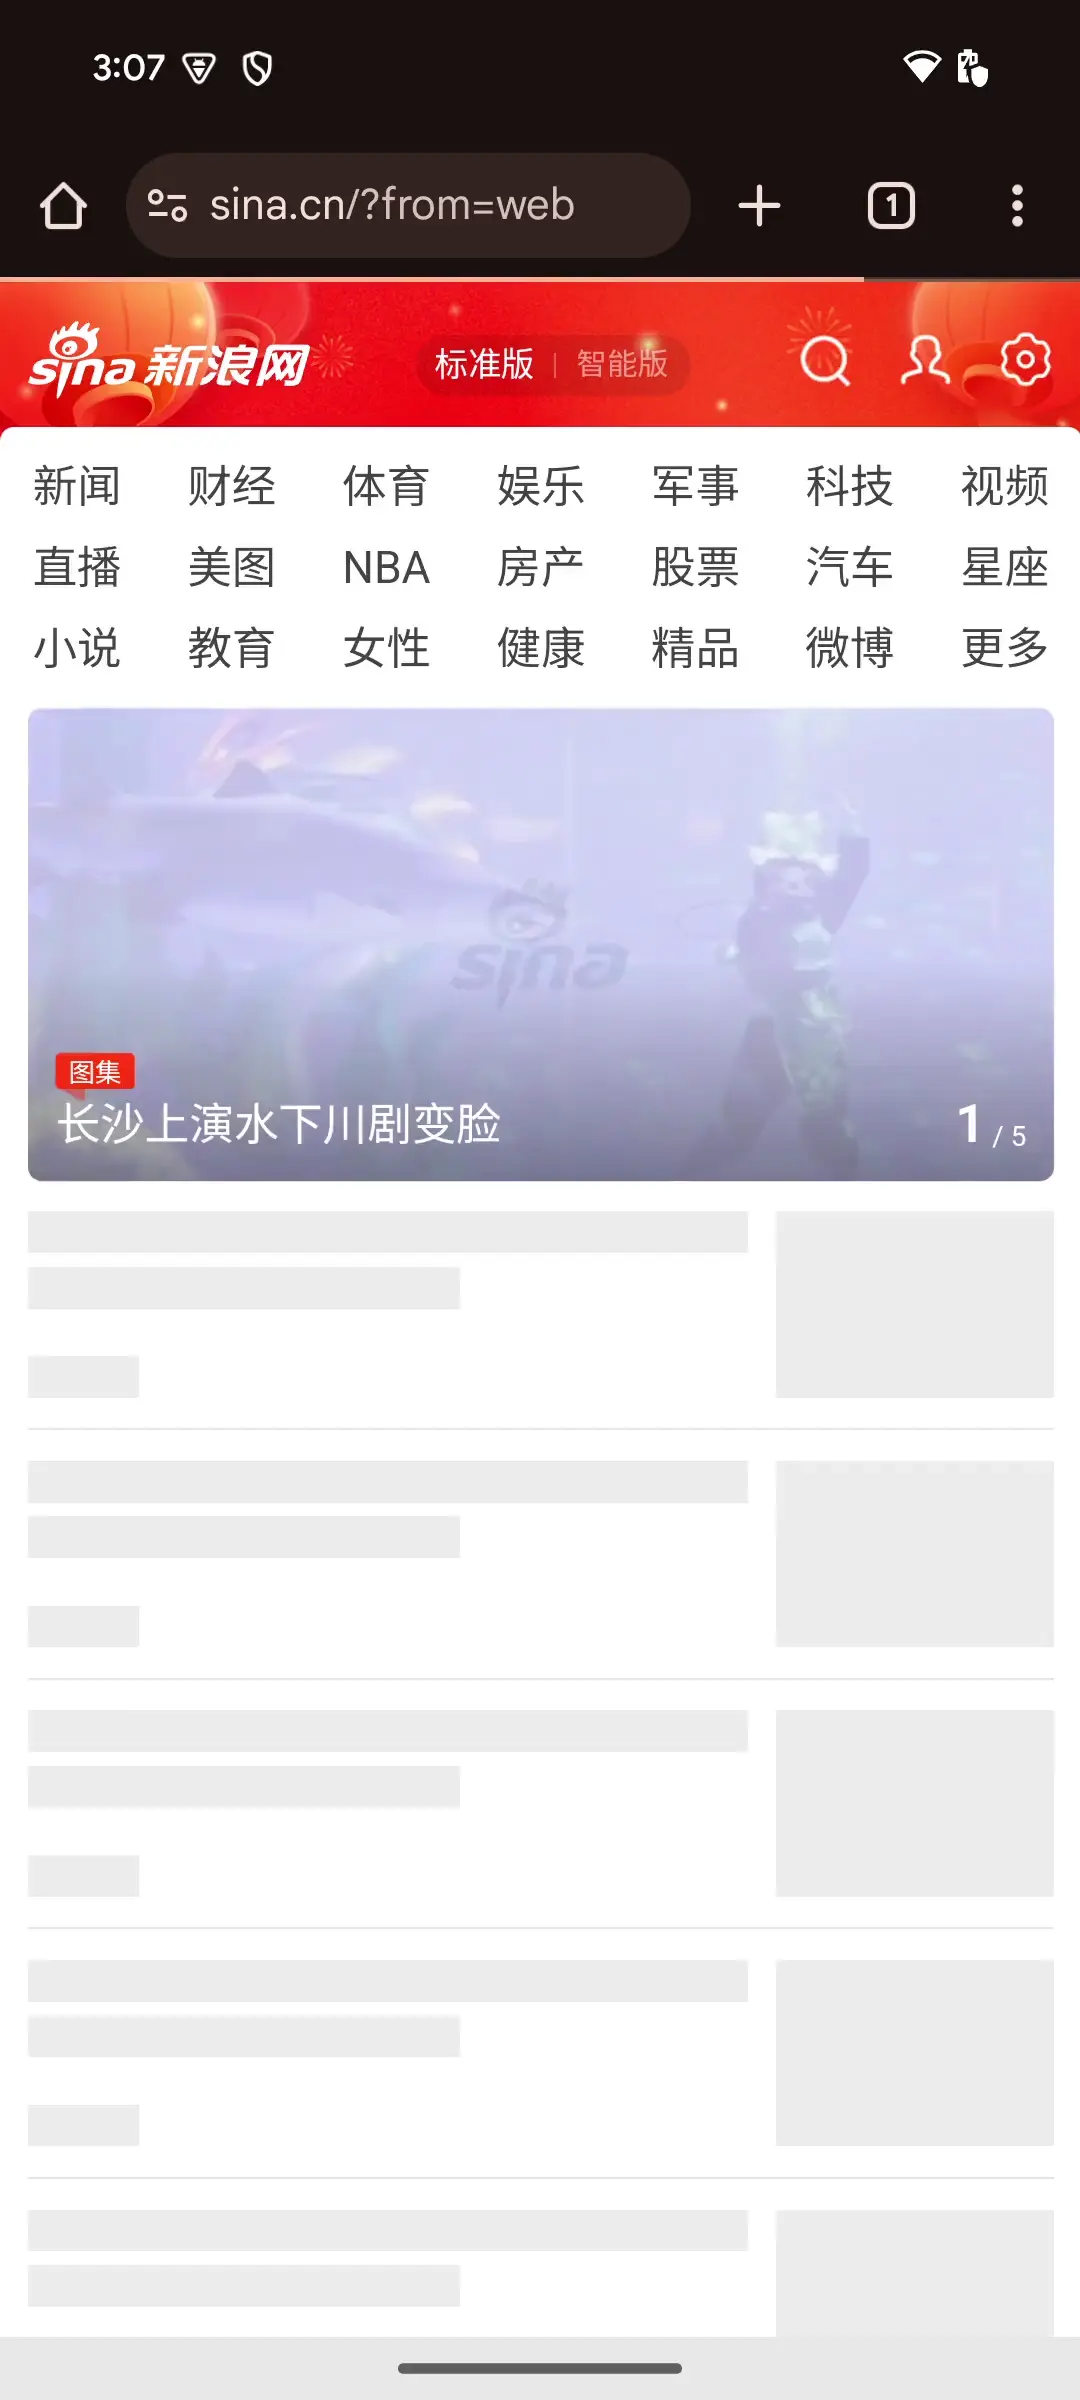 3:07
sina.cn/?from=web
1
sina 新浪网
标准版 | 智能版
新闻 财经 体育 娱乐 军事 科技 视频
直播 美图 NBA 房产 股票 汽车 星座
小说 教育 女性 健康 精品 微博 更多
sina
图集
长沙上演水下川剧变脸
1 / 5